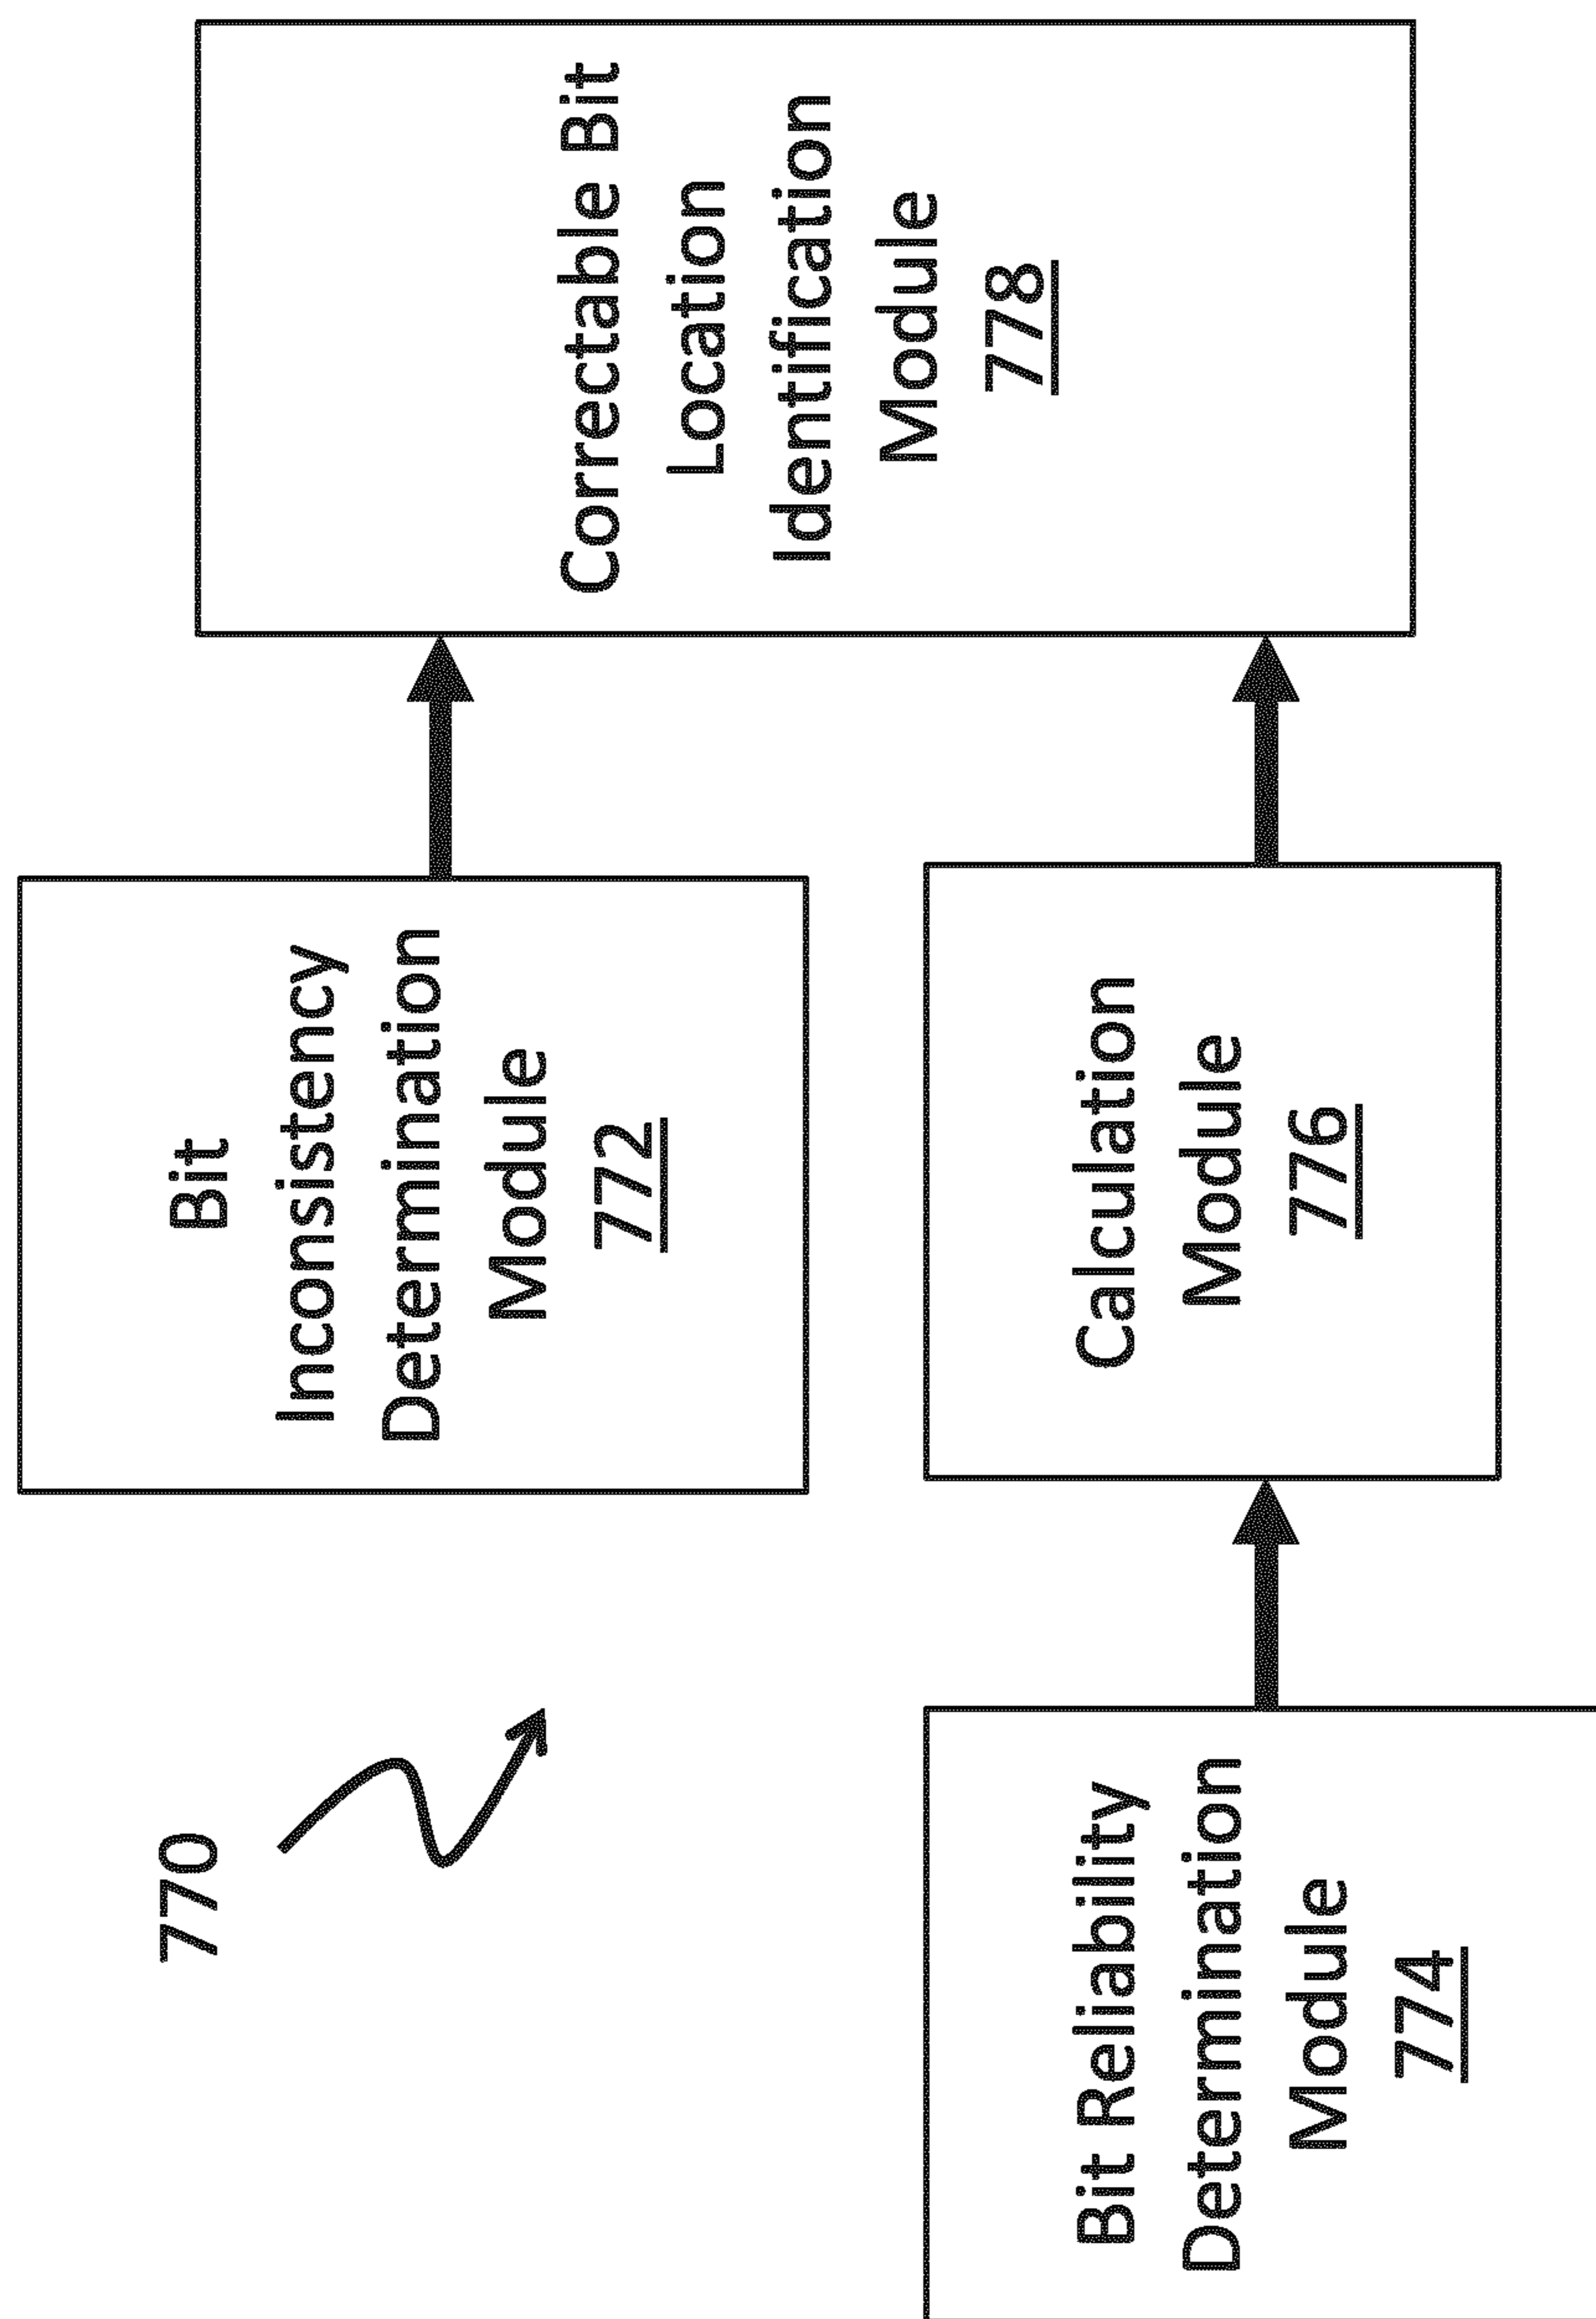 770
Bit
Inconsistency
Determination
Module
772
Correctable Bit
Location
Identification
Module
778
Bit Reliability
Determination
Module
774
Calculation
Module
776